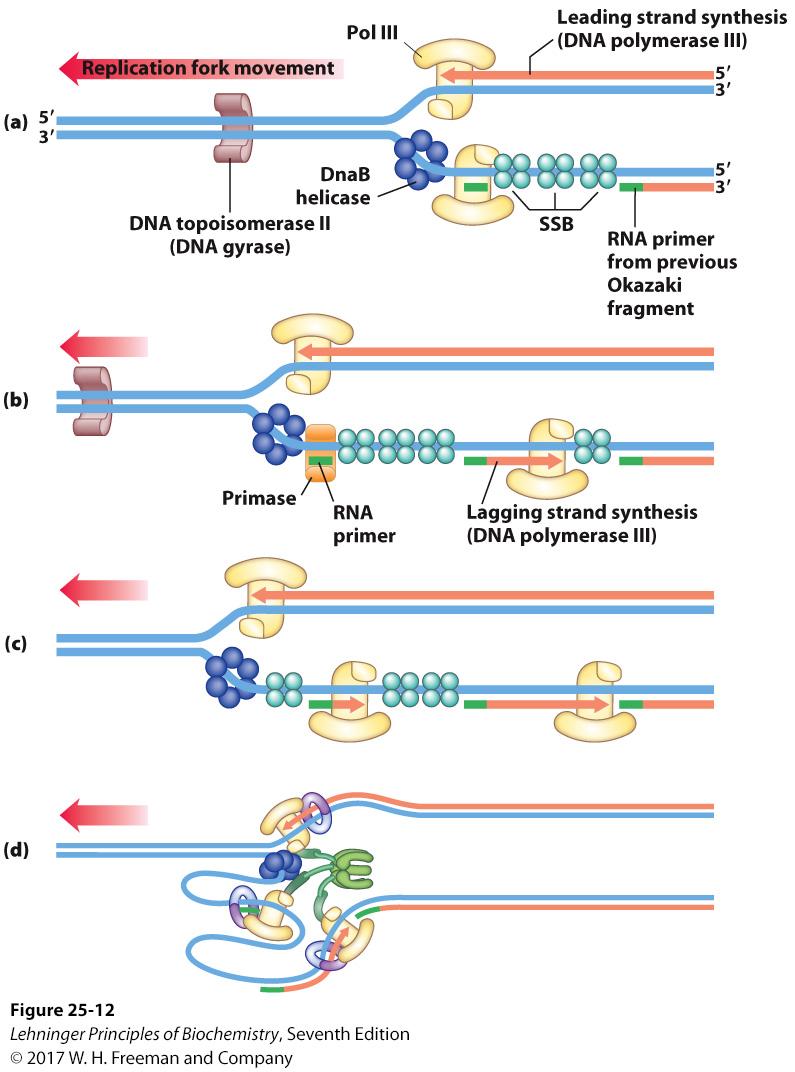 Leading strand synthesis
(DNA polymerase III)
Pol III
Replication fork movement
5′
3′
(a)
5′
3′
DnaB
helicase
5′
3′
SSB
DNA topoisomerase II
(DNA gyrase)
RNA primer
from previous
Okazaki
fragment
(b)
Primase
RNA
primer
Lagging strand synthesis
(DNA polymerase III)
(c)
(d)
Figure 25-12
Lehninger Principles of Biochemistry, Seventh Edition
© 2017 W. H. Freeman and Company